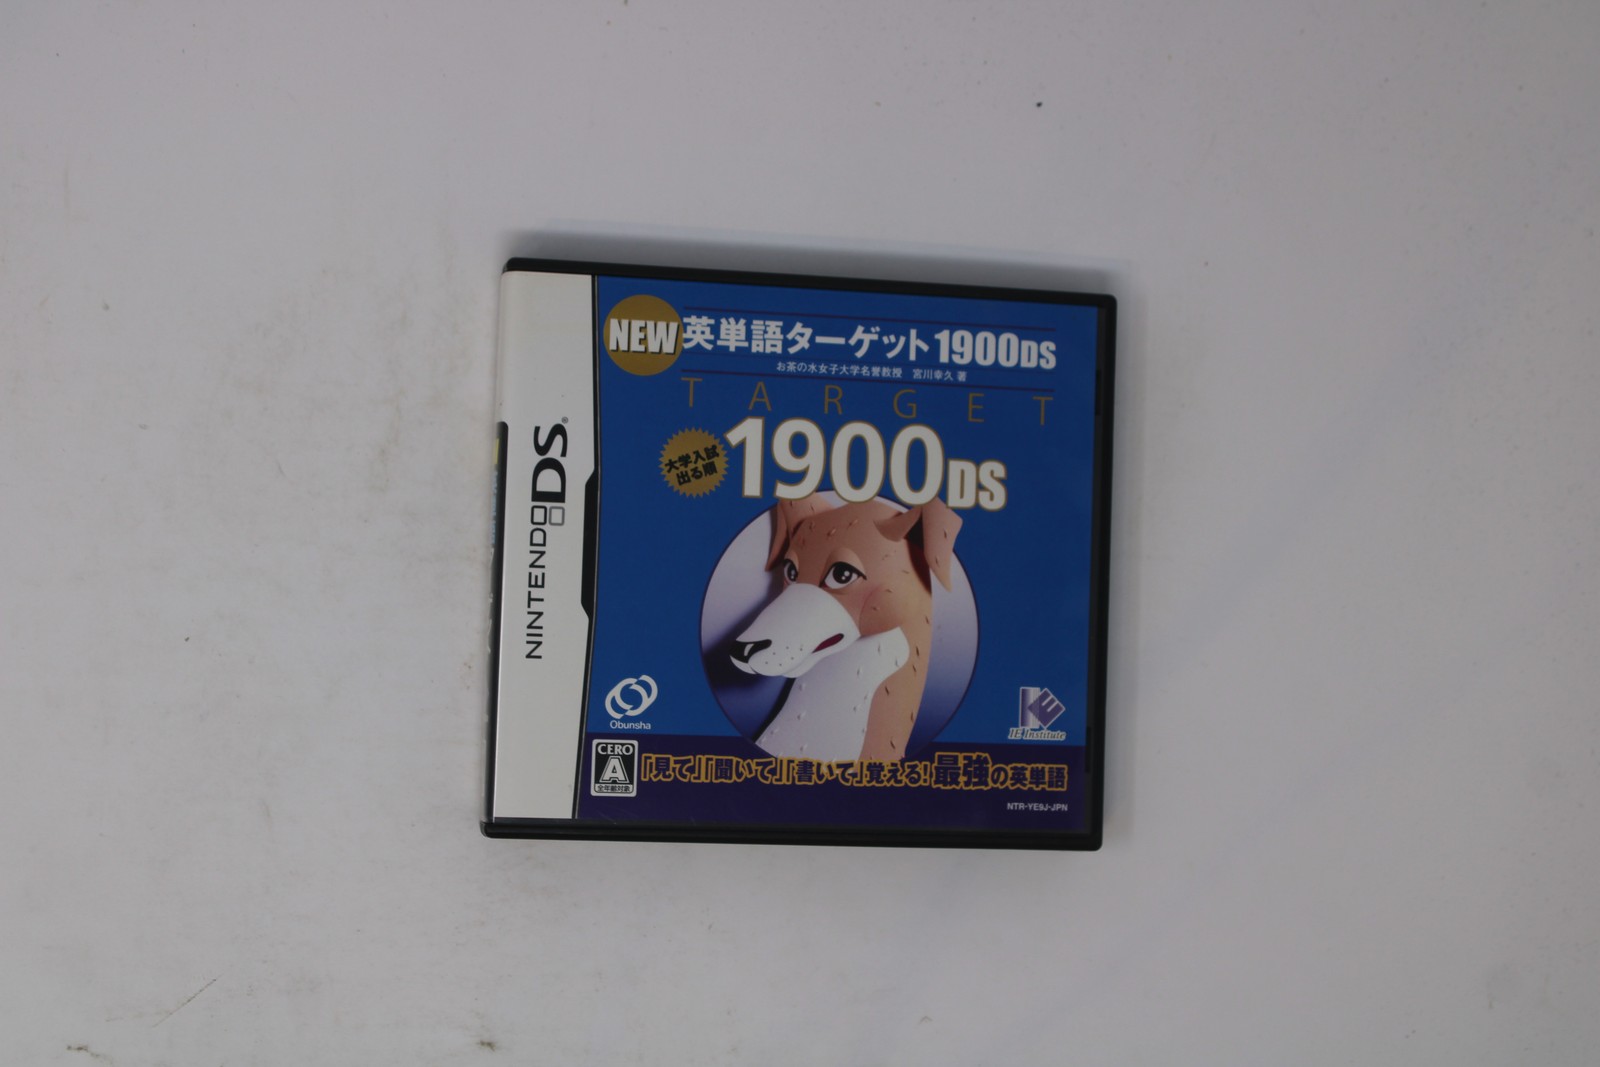 NEW
英単語ターゲット1900DS
お茶の水女子大学名誉教授 宮川幸久 著
TARGET
1900DS
大学入試
出る順
NINTENDO DS
Obunsha
IE Institute
CERO
A
全年齢対象
「見て」「聞いて」「書いて」覚える!最強の英単語
NTR-YE9J-JPN